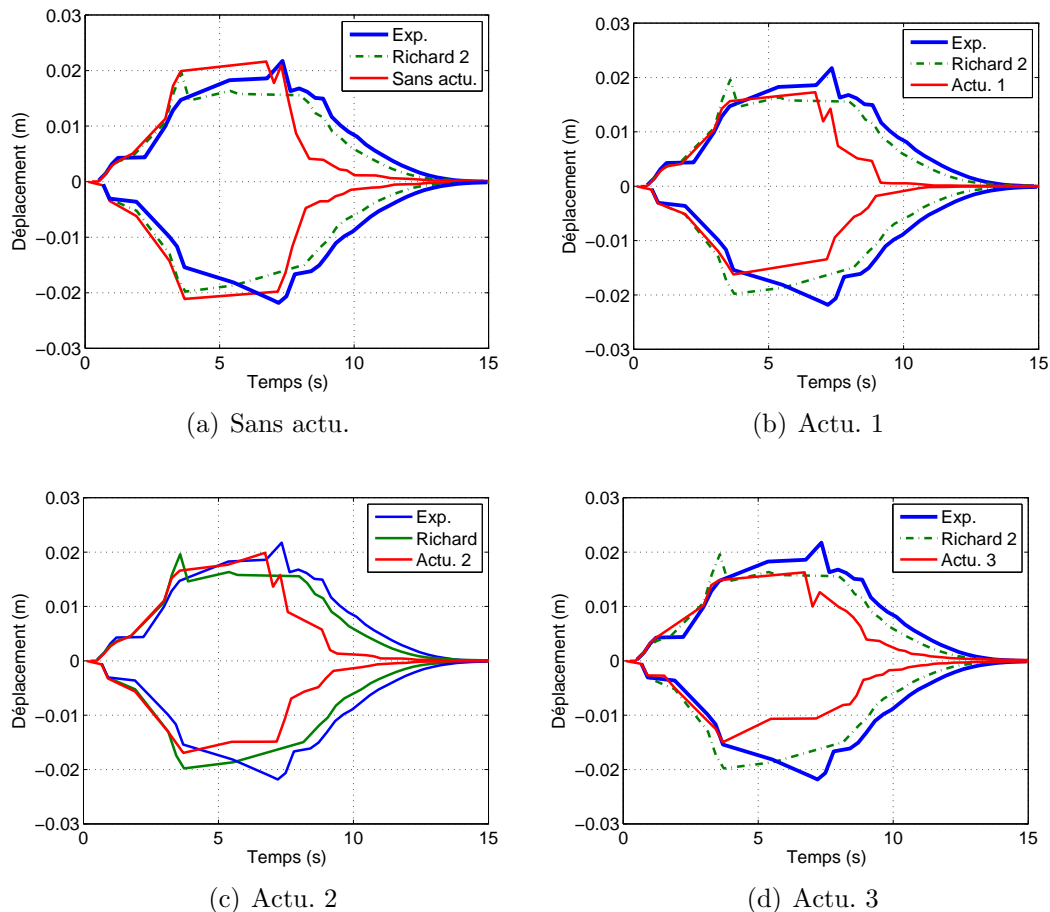 0.03
0.02
0.01
0
−0.01
−0.02
−0.03
Déplacement (m)
0 5 10 15
Temps (s)
Exp.
Richard 2
Sans actu.
(a) Sans actu.
0.03
0.02
0.01
0
−0.01
−0.02
−0.03
Déplacement (m)
0 5 10 15
Temps (s)
Exp.
Richard 2
Actu. 1
(b) Actu. 1
0.03
0.02
0.01
0
−0.01
−0.02
−0.03
Déplacement (m)
0 5 10 15
Temps (s)
Exp.
Richard
Actu. 2
(c) Actu. 2
0.03
0.02
0.01
0
−0.01
−0.02
−0.03
Déplacement (m)
0 5 10 15
Temps (s)
Exp.
Richard 2
Actu. 3
(d) Actu. 3